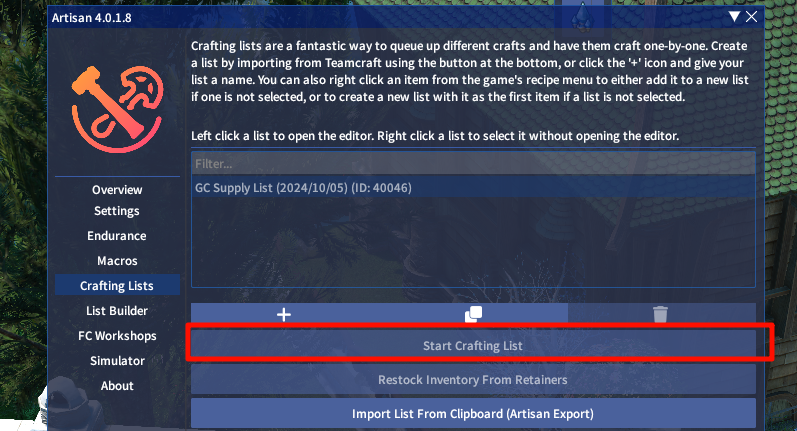 Artisan 4.0.1.8
Crafting lists are a fantastic way to queue up different crafts and have them craft one-by-one. Create
a list by importing from Teamcraft using the button at the bottom, or click the '+' icon and give your
list a name. You can also right click an item from the game's recipe menu to either add it to a new list
if one is not selected, or to create a new list with it as the first item if a list is not selected.
Left click a list to open the editor. Right click a list to select it without opening the editor.
Filter...
GC Supply List (2024/10/05) (ID: 40046)
Overview
Settings
Endurance
Macros
Crafting Lists
List Builder
FC Workshops
Simulator
About
+
Start Crafting List
Restock Inventory From Retainers
Import List From Clipboard (Artisan Export)